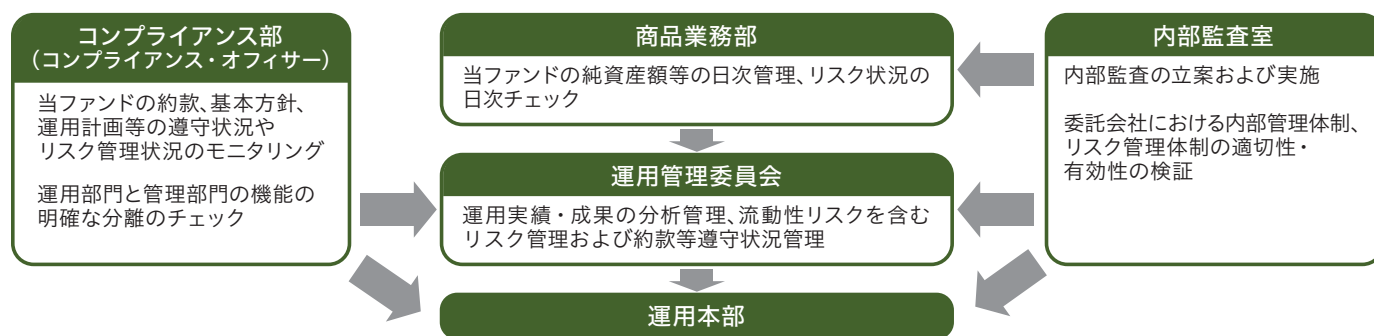 コンプライアンス部
（コンプライアンス・オフィサー）
当ファンドの約款、基本方針、
運用計画等の遵守状況や
リスク管理状況のモニタリング
運用部門と管理部門の機能の
明確な分離のチェック
商品業務部
当ファンドの純資産額等の日次管理、リスク状況の
日次チェック
運用管理委員会
運用実績・成果の分析管理、流動性リスクを含む
リスク管理および約款等遵守状況管理
運用本部
内部監査室
内部監査の立案および実施
委託会社における内部管理体制、
リスク管理体制の適切性・
有効性の検証